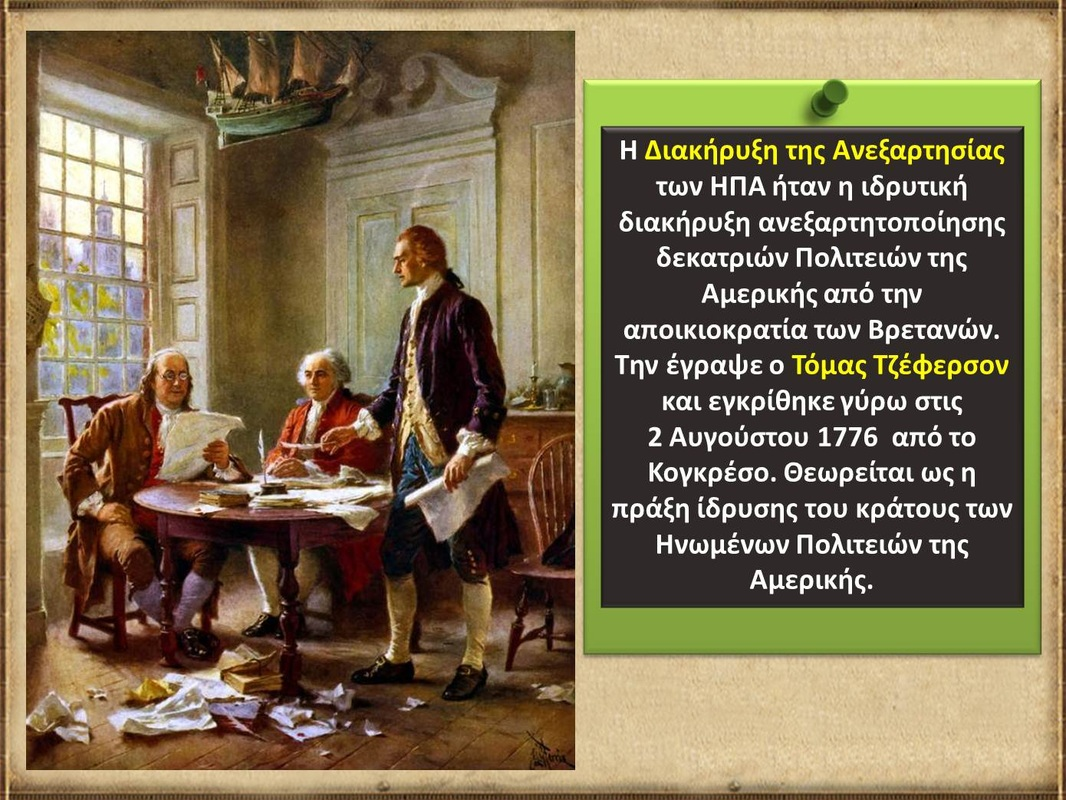 Η Διακήρυξη της Ανεξαρτησίας
των ΗΠΑ ήταν η ιδρυτική
διακήρυξη ανεξαρτητοποίησης
δεκατριών Πολιτειών της
Αμερικής από την
αποικιοκρατία των Βρετανών.
Την έγραψε ο Τόμας Τζέφερσον
και εγκρίθηκε γύρω στις
2 Αυγούστου 1776 από το
Κογκρέσο. Θεωρείται ως η
πράξη ίδρυσης του κράτους των
Ηνωμένων Πολιτειών της
Αμερικής.